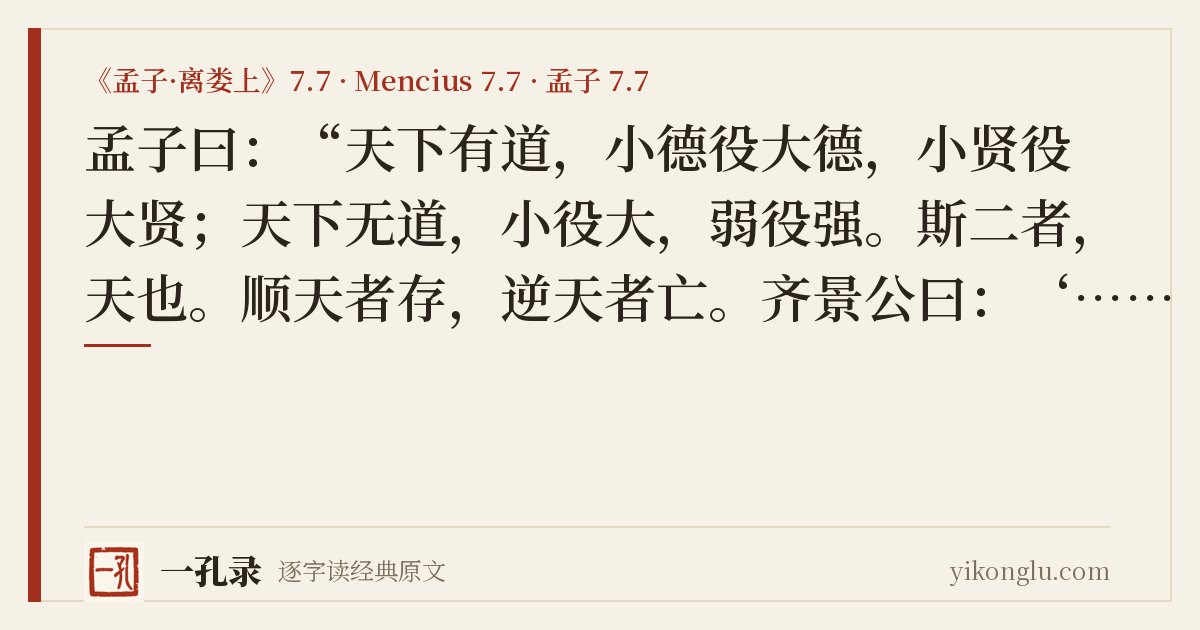 《孟子·离娄上》7.7 · Mencius 7.7 · 孟子 7.7
孟子曰：“天下有道，小德役大德，小贤役
大贤；天下无道，小役大，弱役强。斯二者，
天也。顺天者存，逆天者亡。齐景公曰：‘……
一孔
一孔录 逐字读经典原文
yikonglu.com